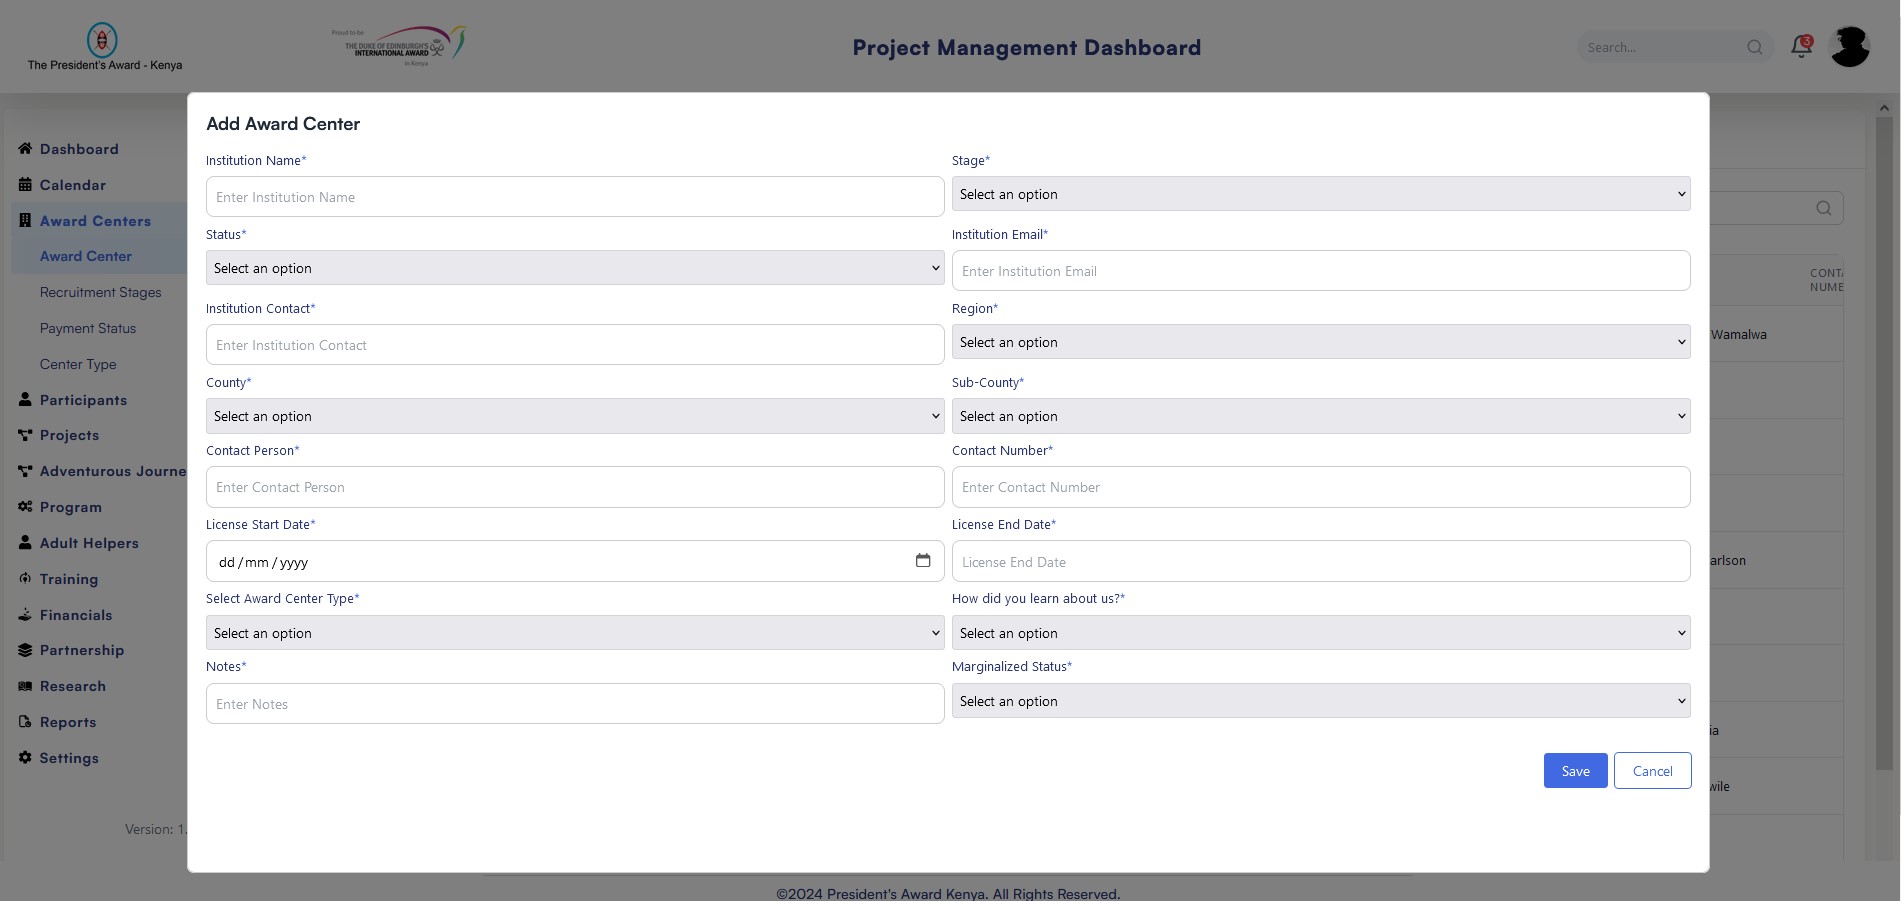 The President's Award - Kenya
Proud to be
THE DUKE OF EDINBURGH'S
INTERNATIONAL AWARD
in Kenya
Project Management Dashboard
Search...
3
Dashboard
Calendar
Award Centers
Award Center
Recruitment Stages
Payment Status
Center Type
Participants
Projects
Adventurous Journe
Program
Adult Helpers
Training
Financials
Partnership
Research
Reports
Settings
Version: 1.
Add Award Center
Institution Name*
Enter Institution Name
Stage*
Select an option
Status*
Select an option
Institution Email*
Enter Institution Email
Institution Contact*
Enter Institution Contact
Region*
Select an option
County*
Select an option
Sub-County*
Select an option
Contact Person*
Enter Contact Person
Contact Number*
Enter Contact Number
License Start Date*
dd/mm/yyyy
License End Date*
License End Date
Select Award Center Type*
Select an option
How did you learn about us?*
Select an option
Notes*
Enter Notes
Marginalized Status*
Select an option
Save
Cancel
CONTA
NUMB
Wamalwa
arlson
ia
wile
©2024 President's Award Kenya. All Rights Reserved.